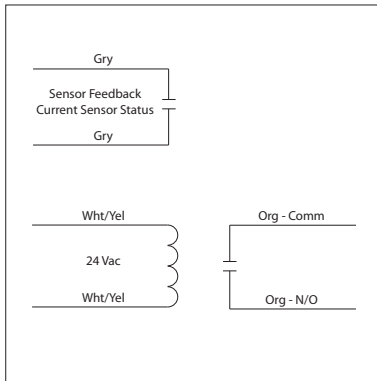 Gry
Sensor Feedback
Current Sensor Status
Gry
Wht/Yel
24 Vac
Wht/Yel
Org - Comm
Org - N/O